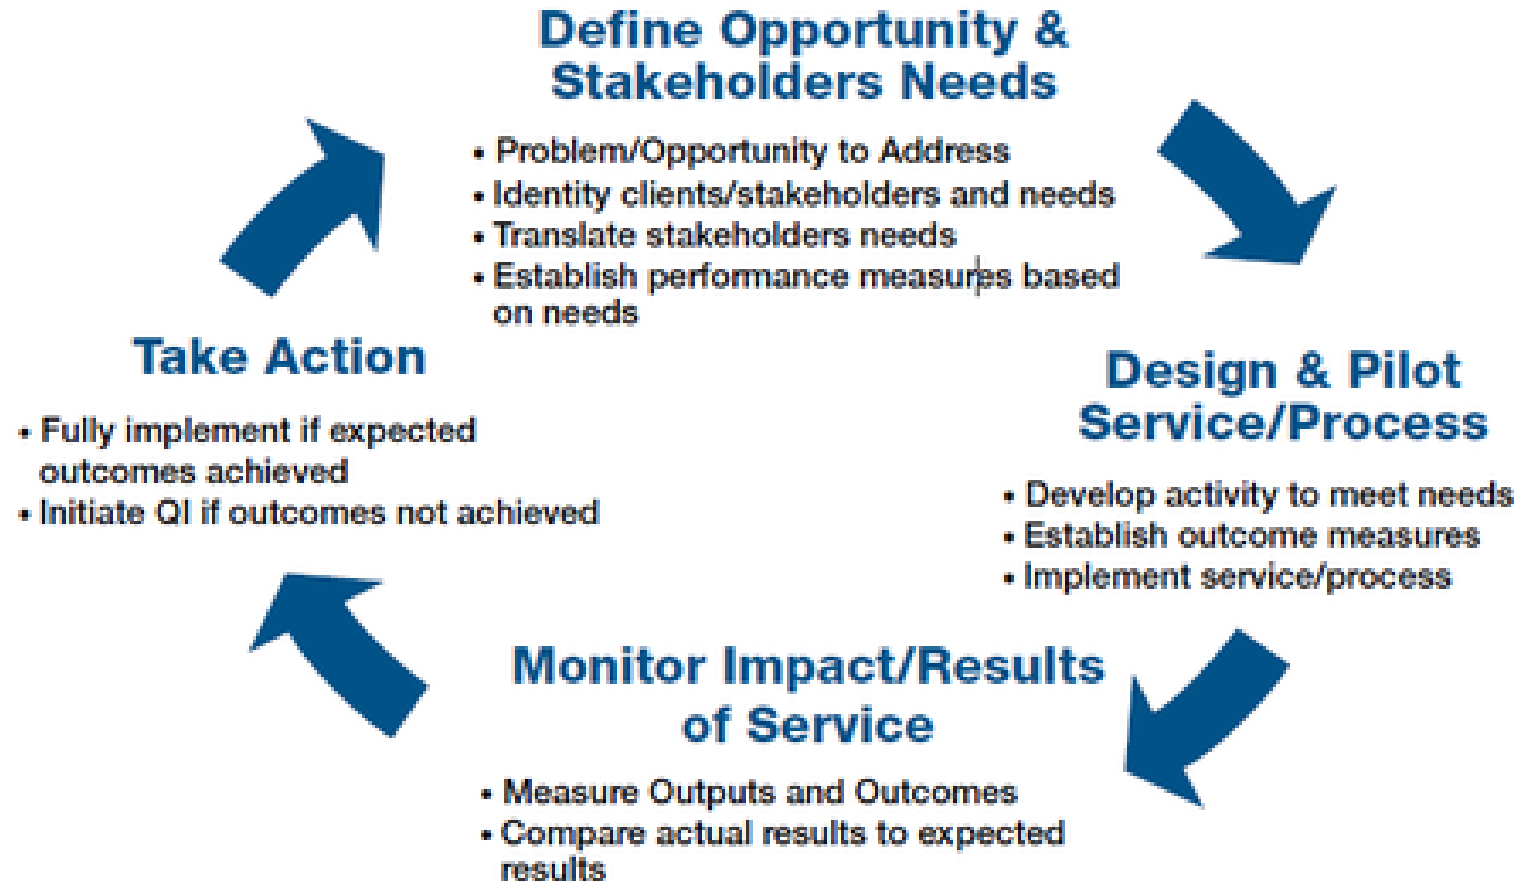 Define Opportunity &
Stakeholders Needs
• Problem/Opportunity to Address
• Identity clients/stakeholders and needs
• Translate stakeholders needs
• Establish performance measures based
on needs
Design & Pilot
Service/Process
• Develop activity to meet needs
• Establish outcome measures
• Implement service/process
Monitor Impact/Results
of Service
• Measure Outputs and Outcomes
• Compare actual results to expected
results
Take Action
• Fully implement if expected
outcomes achieved
• Initiate QI if outcomes not achieved